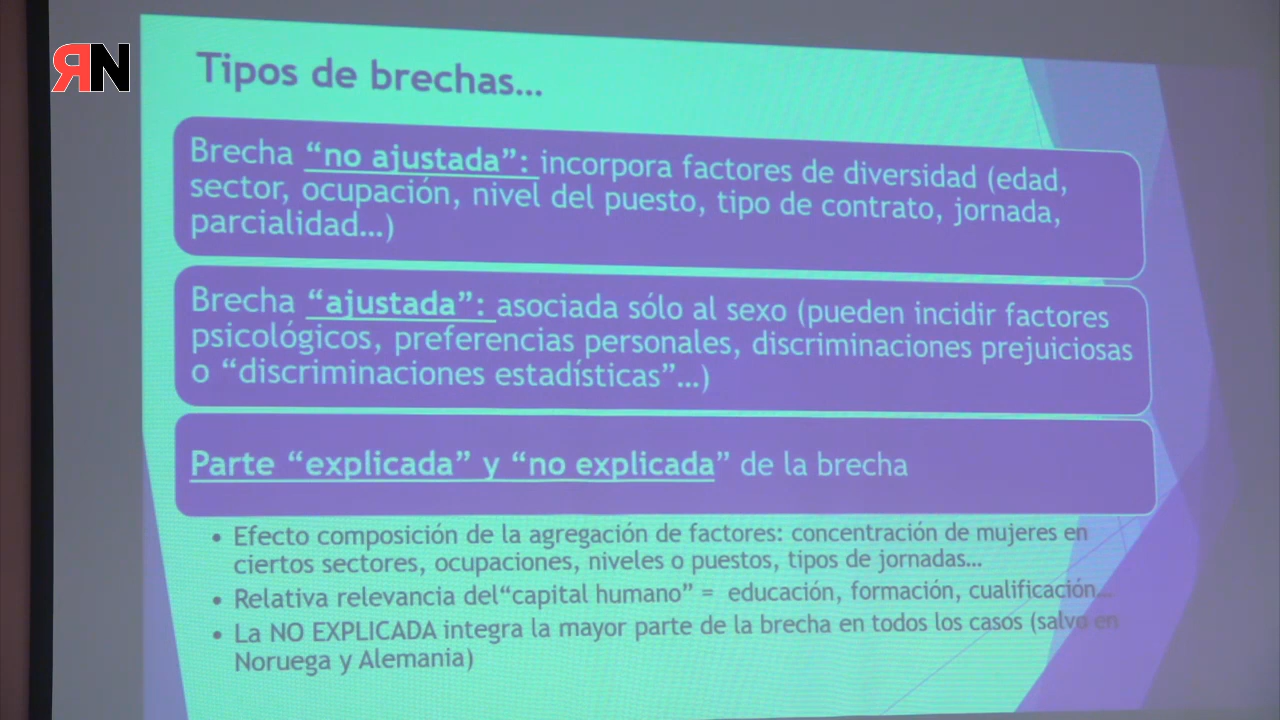 ЯN
Tipos de brechas...
Brecha “no ajustada”: incorpora factores de diversidad (edad,
sector, ocupación, nivel del puesto, tipo de contrato, jornada,
parcialidad...)
Brecha “ajustada”: asociada sólo al sexo (pueden incidir factores
psicológicos, preferencias personales, discriminaciones prejuiciosas
o “discriminaciones estadísticas”...)
Parte “explicada” y “no explicada” de la brecha
• Efecto composición de la agregación de factores: concentración de mujeres en
ciertos sectores, ocupaciones, niveles o puestos, tipos de jornadas...
• Relativa relevancia del“capital humano” = educación, formación, cualificación...
• La NO EXPLICADA integra la mayor parte de la brecha en todos los casos (salvo en
Noruega y Alemania)